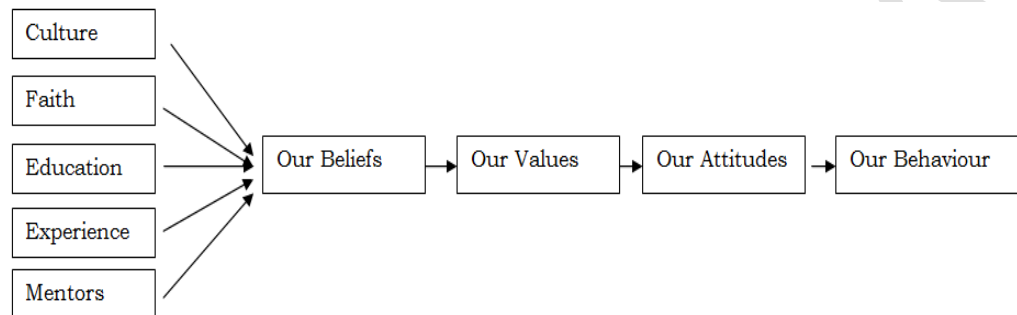 Culture
Faith
Education
Experience
Mentors
Our Beliefs
Our Values
Our Attitudes
Our Behaviour